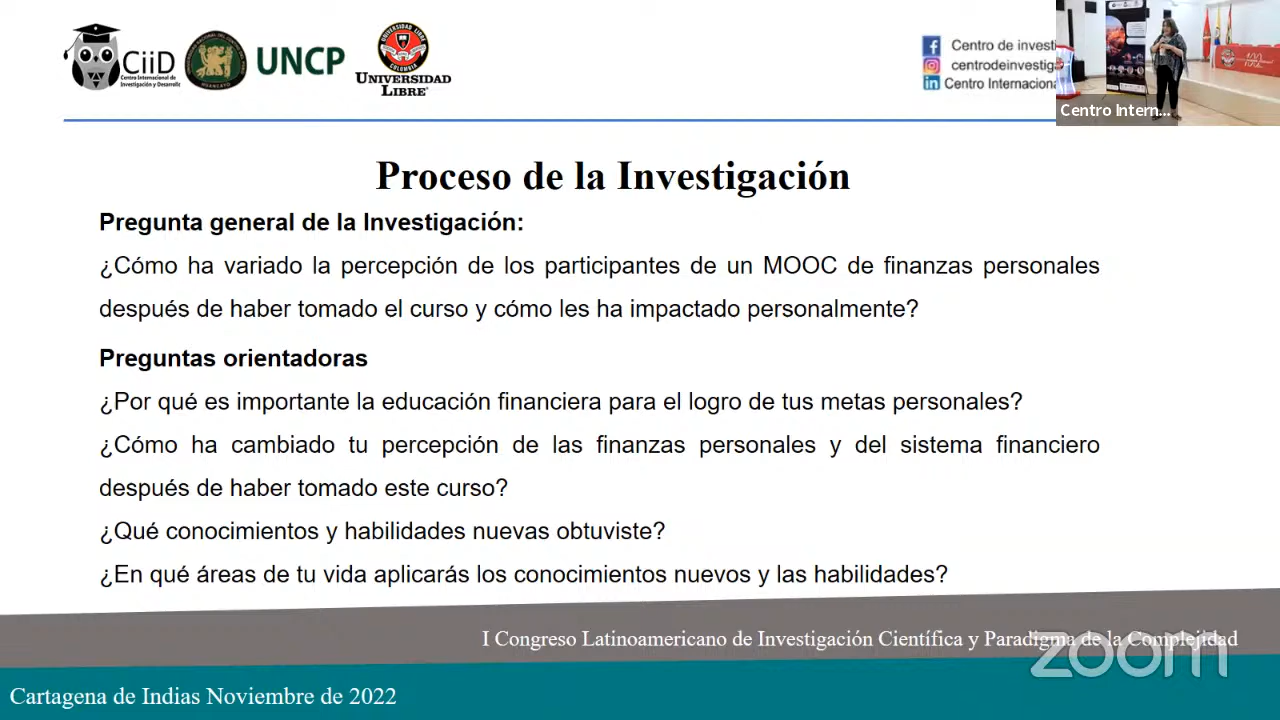 CiiD
Centro Internacional de
Investigación y Desarrollo
UNCP
UNIVERSIDAD
LIBRE
Centro de investi
centrodeinvestiga
Centro Internaciona
Centro Intern...
Proceso de la Investigación
Pregunta general de la Investigación:
¿Cómo ha variado la percepción de los participantes de un MOOC de finanzas personales
después de haber tomado el curso y cómo les ha impactado personalmente?
Preguntas orientadoras
¿Por qué es importante la educación financiera para el logro de tus metas personales?
¿Cómo ha cambiado tu percepción de las finanzas personales y del sistema financiero
después de haber tomado este curso?
¿Qué conocimientos y habilidades nuevas obtuviste?
¿En qué áreas de tu vida aplicarás los conocimientos nuevos y las habilidades?
I Congreso Latinoamericano de Investigación Científica y Paradigma de la Complejidad
zoom
Cartagena de Indias Noviembre de 2022